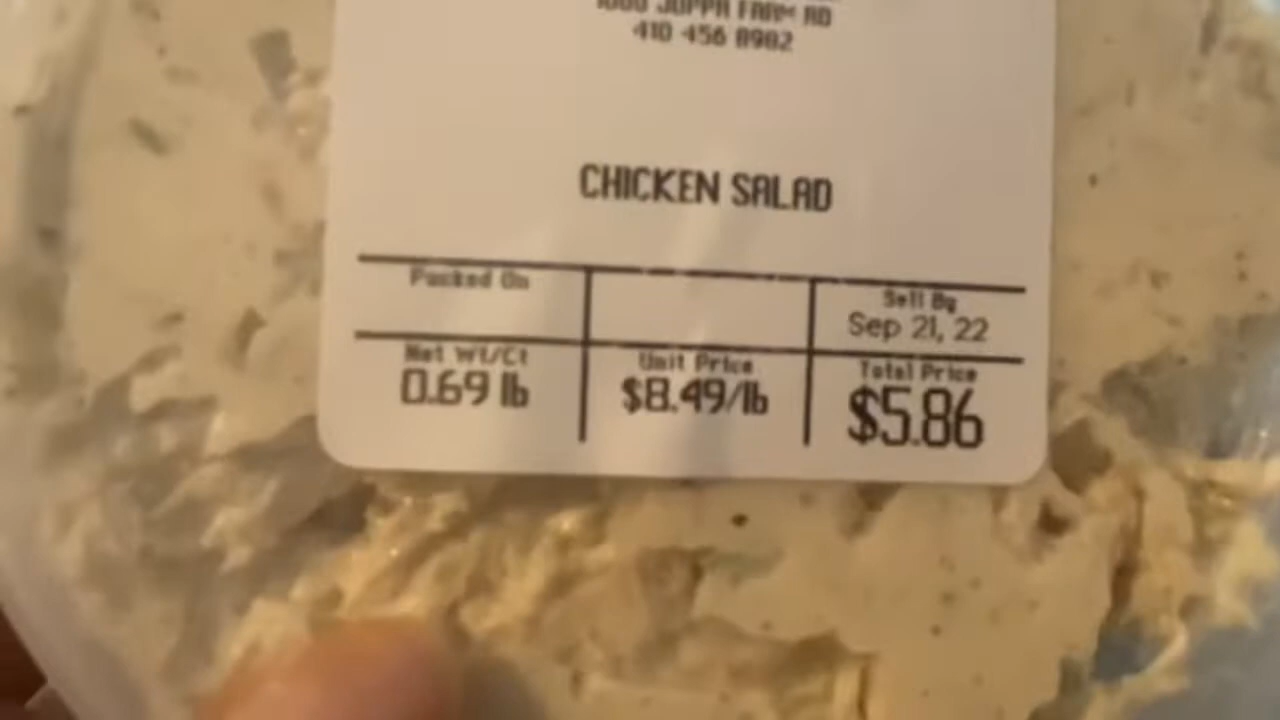 JOPPA FARM RD
410 456 8982
CHICKEN SALAD
Packed On
Sell By
Sep 21, 22
Net Wt/Ct
Unit Price
Total Price
0.69 lb
$8.49/lb
$5.86